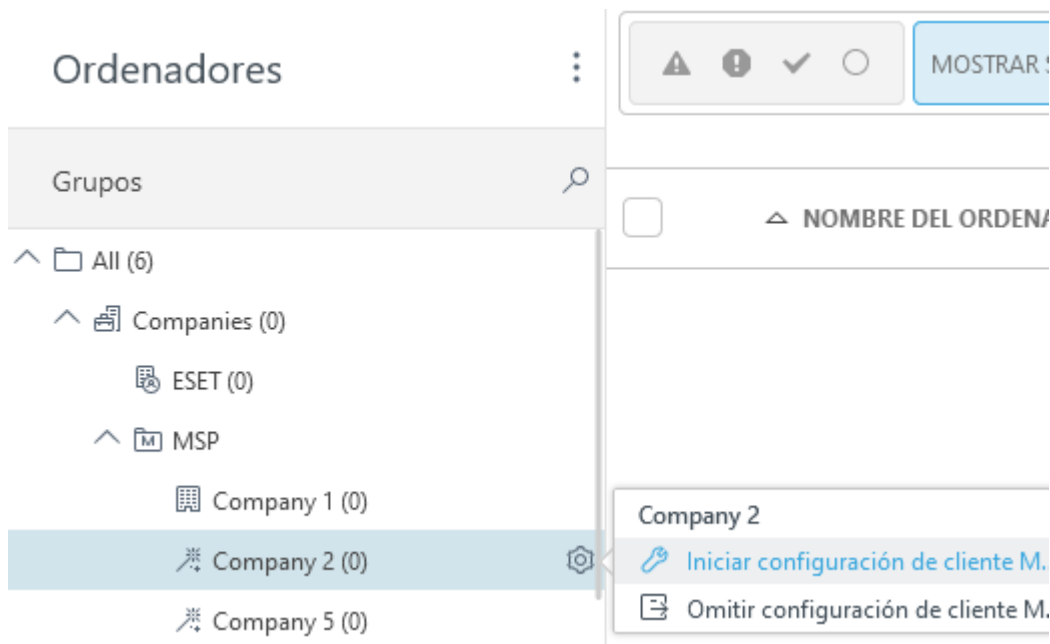 Ordenadores
MOSTRAR
Grupos
NOMBRE DEL
All (6)
Companies (0)
ESET (0)
MSP
Company 1 (0)
Company 2
Company 2 (0)
Iniciar configuración de cliente M.
Omitir configuración de cliente M.
Company 5 (0)